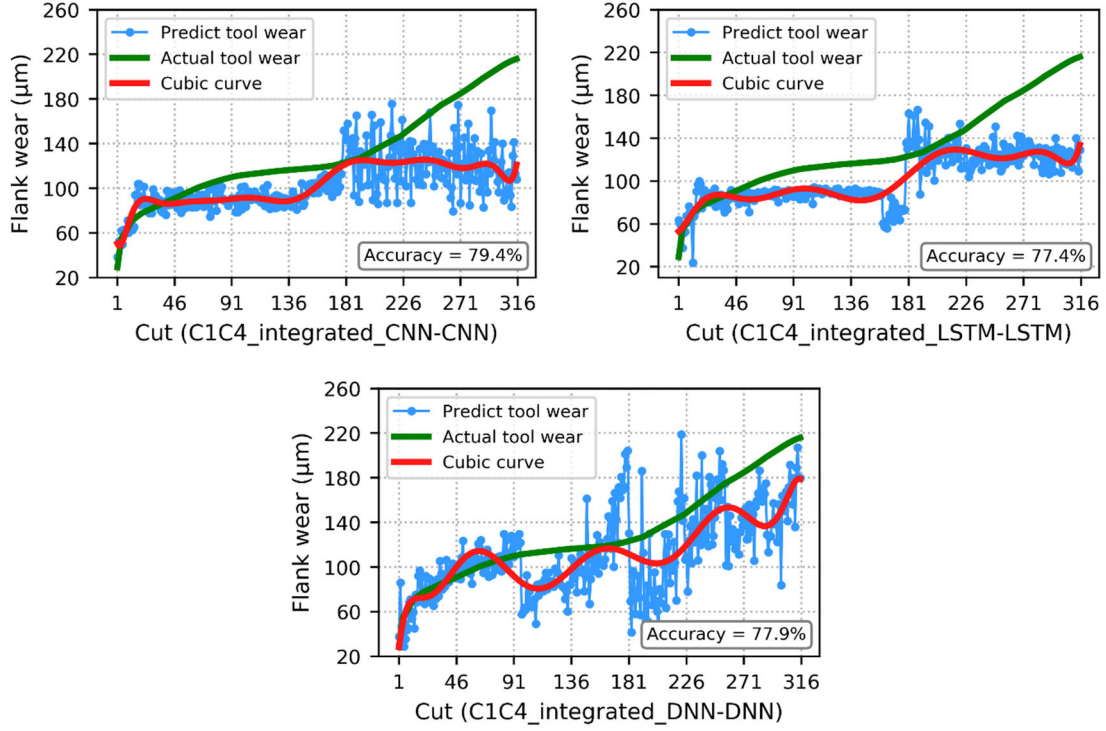 260
220
180
140
100
60
20
Flank wear (μm)
Predict tool wear
Actual tool wear
Cubic curve
Accuracy = 79.4%
1 46 91 136 181 226 271 316
Cut (C1C4_integrated_CNN-CNN)
260
220
180
140
100
60
20
Flank wear (μm)
Predict tool wear
Actual tool wear
Cubic curve
Accuracy = 77.4%
1 46 91 136 181 226 271 316
Cut (C1C4_integrated_LSTM-LSTM)
260
220
180
140
100
60
20
Flank wear (μm)
Predict tool wear
Actual tool wear
Cubic curve
Accuracy = 77.9%
1 46 91 136 181 226 271 316
Cut (C1C4_integrated_DNN-DNN)